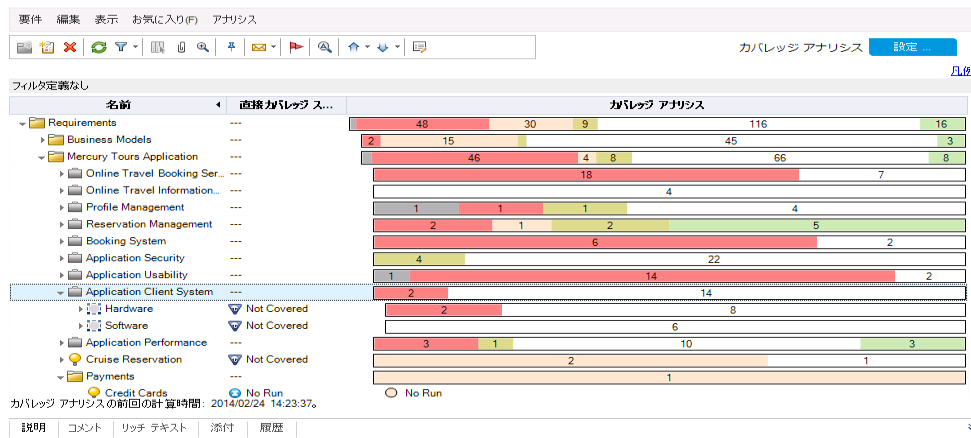 要件 編集 表示 お気に入り(F) アナリシス
カバレッジ アナリシス 設定 ...
凡例
フィルタ定義なし
名前 直接カバレッジ ス... カバレッジ アナリシス
Requirements --- 48 30 9 116 16
Business Models --- 2 15 45 3
Mercury Tours Application --- 46 4 8 66 8
Online Travel Booking Ser... --- 18 7
Online Travel Information... --- 4
Profile Management --- 1 1 1 4
Reservation Management --- 2 1 2 5
Booking System --- 6 2
Application Security --- 4 22
Application Usability --- 1 14 2
Application Client System --- 2 14
Hardware Not Covered 2 8
Software Not Covered 6
Application Performance --- 3 1 10 3
Cruise Reservation Not Covered 2 1
Payments --- 1
Credit Cards No Run No Run
カバレッジ アナリシスの前回の計算時間: 2014/02/24 14:23:37。
説明 コメント リッチ テキスト 添付 履歴